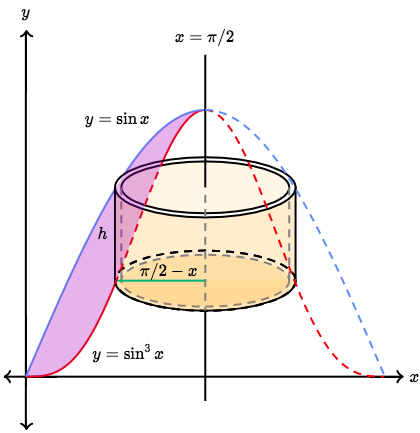 y
x = π/2
y = sin x
h
π/2 − x
y = sin³ x
x